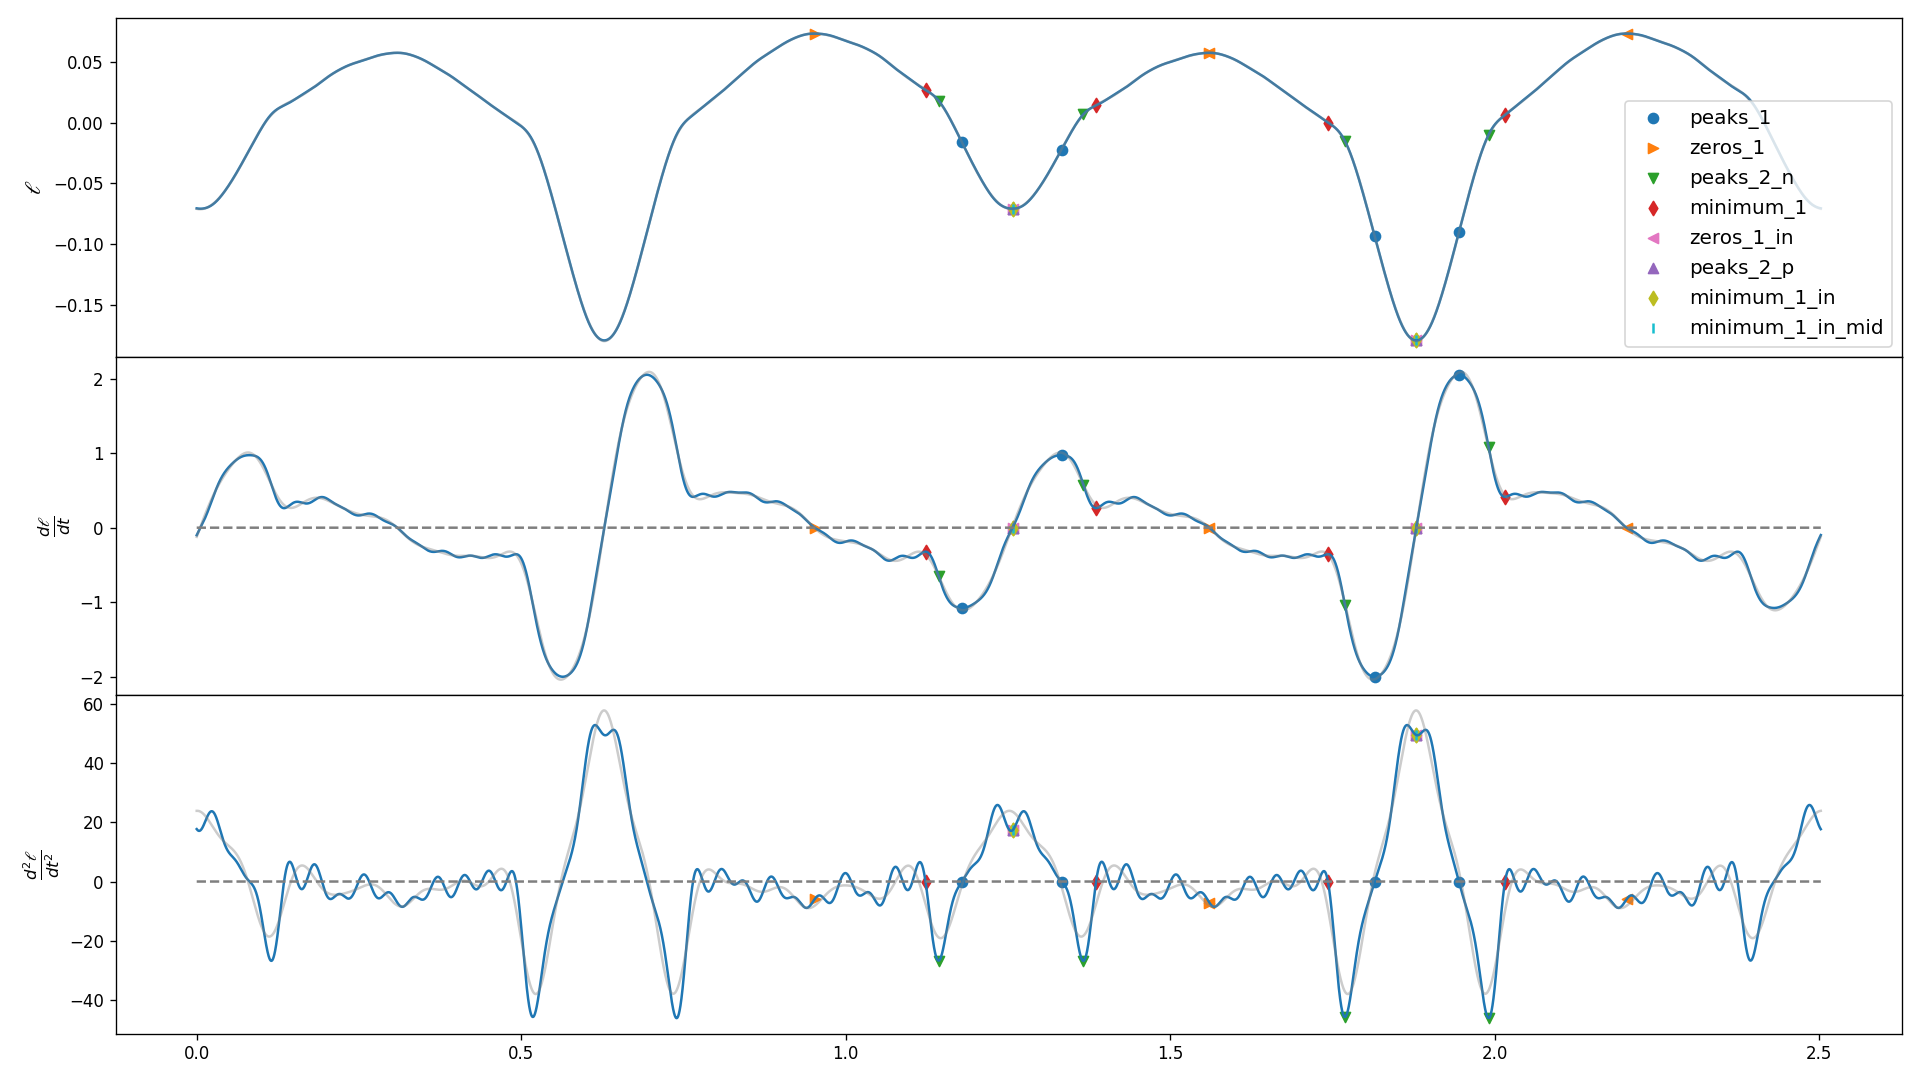 0.05
0.00
−0.05
−0.10
−0.15
ℓ
peaks_1
zeros_1
peaks_2_n
minimum_1
zeros_1_in
peaks_2_p
minimum_1_in
minimum_1_in_mid
2
1
0
−1
−2
dℓ
dt
60
40
20
0
−20
−40
d²ℓ
dt²
0.0 0.5 1.0 1.5 2.0 2.5